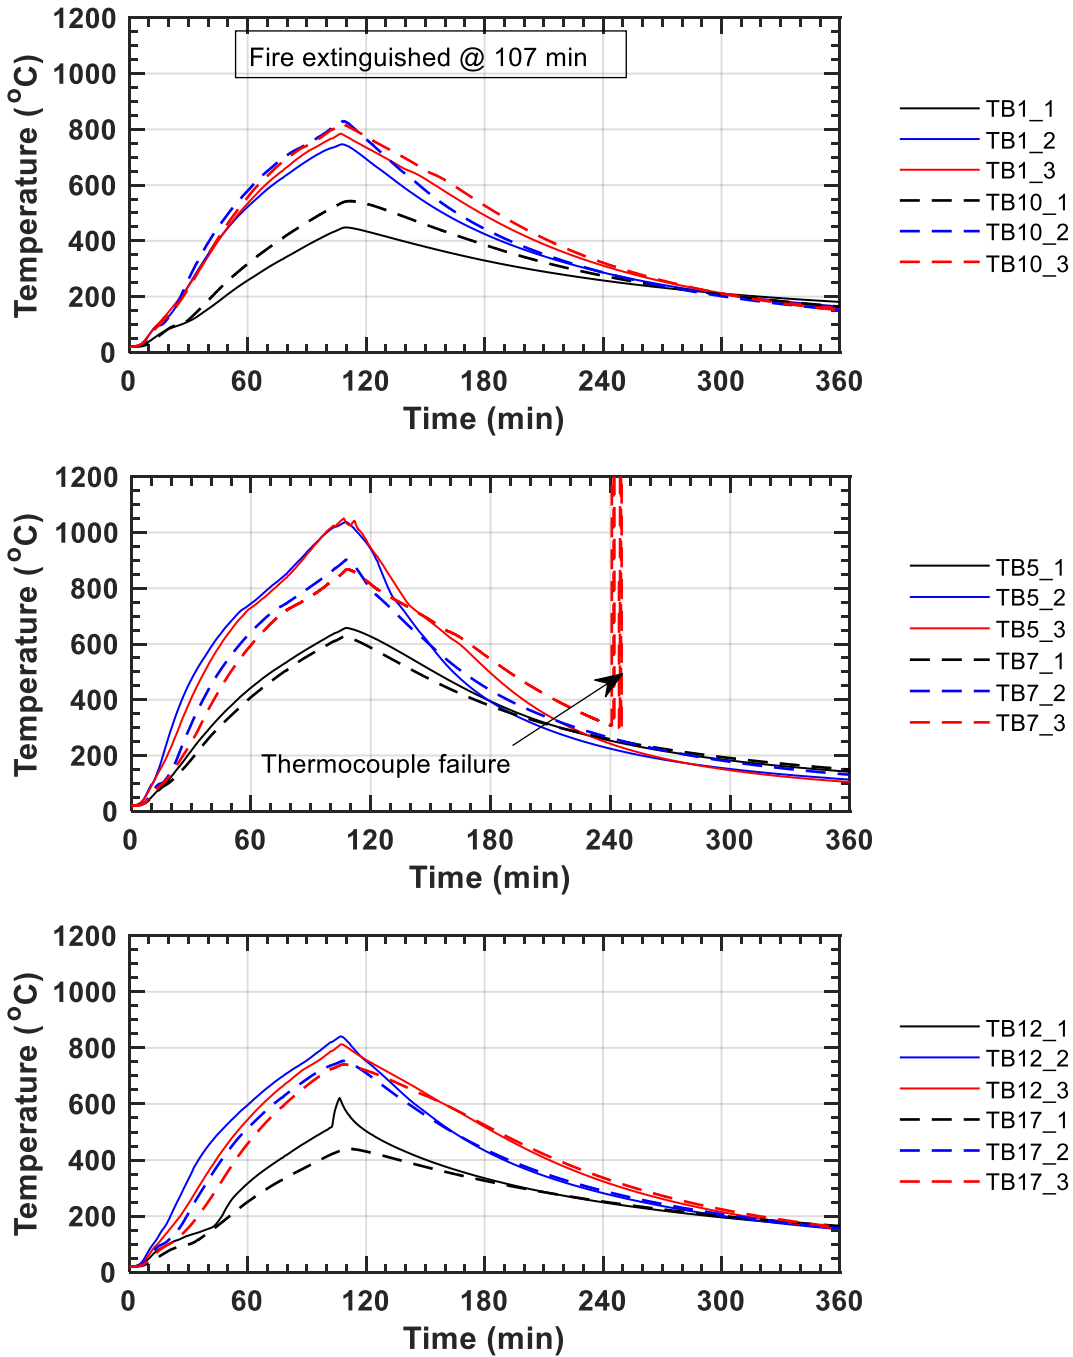 1200
1000
800
600
400
200
0
Temperature (°C)
Fire extinguished @ 107 min
0 60 120 180 240 300 360
Time (min)
TB1_1
TB1_2
TB1_3
TB10_1
TB10_2
TB10_3
1200
1000
800
600
400
200
0
Temperature (°C)
Thermocouple failure
0 60 120 180 240 300 360
Time (min)
TB5_1
TB5_2
TB5_3
TB7_1
TB7_2
TB7_3
1200
1000
800
600
400
200
0
Temperature (°C)
0 60 120 180 240 300 360
Time (min)
TB12_1
TB12_2
TB12_3
TB17_1
TB17_2
TB17_3